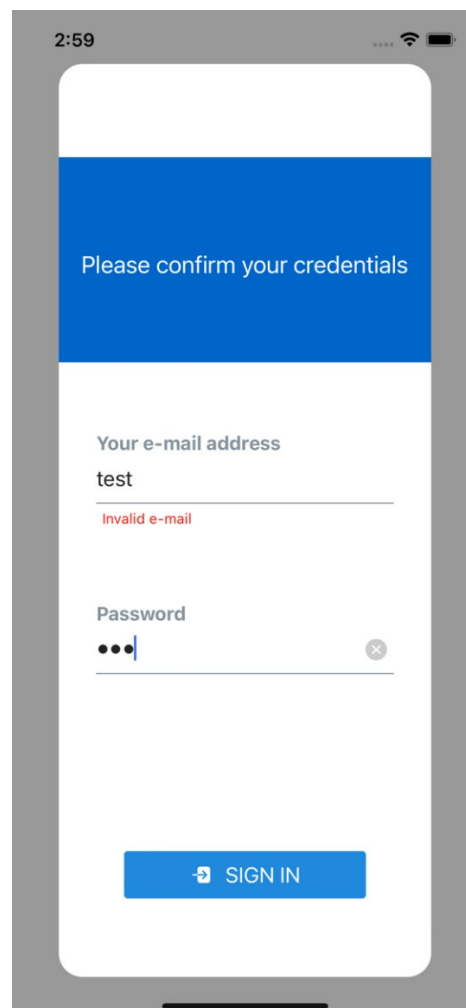 2:59
Please confirm your credentials
Your e-mail address
test
Invalid e-mail
Password
•••
SIGN IN